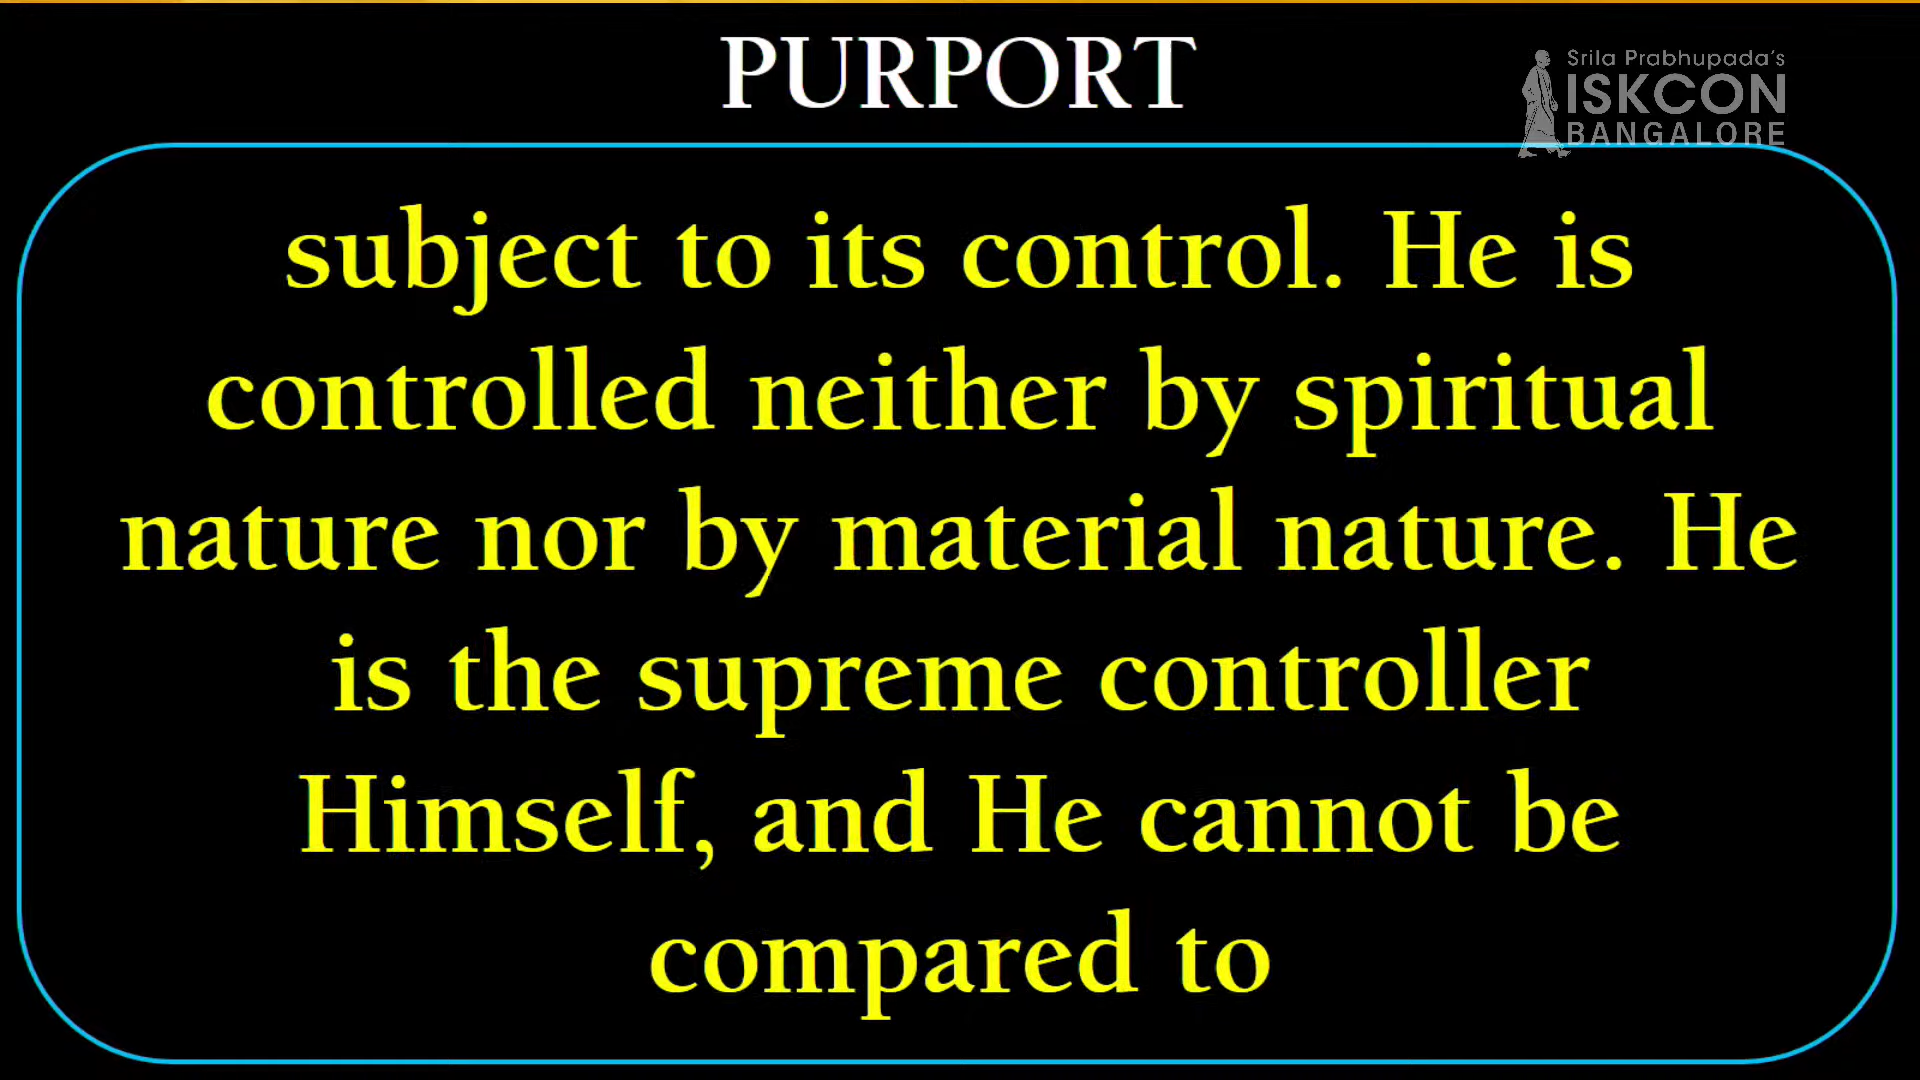 PURPORT
Srila Prabhupada's
ISKCON
BANGALORE
subject to its control. He is
controlled neither by spiritual
nature nor by material nature. He
is the supreme controller
Himself, and He cannot be
compared to